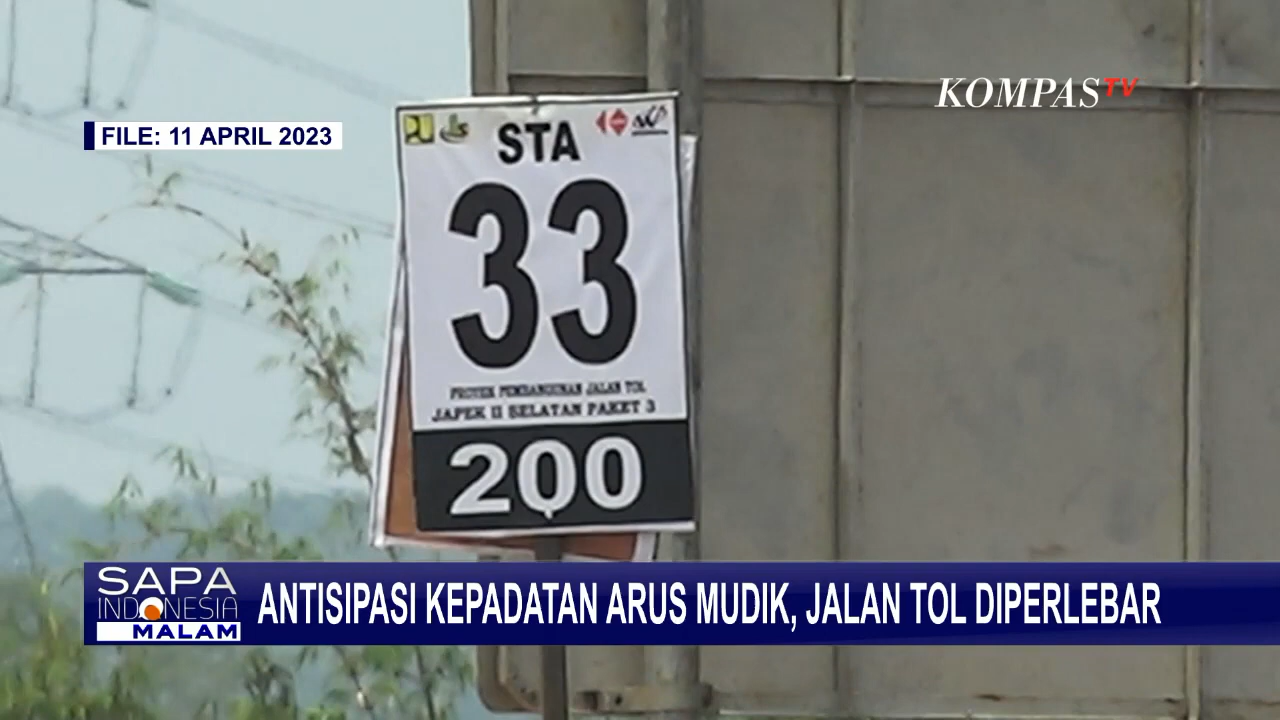 KOMPASTV
FILE: 11 APRIL 2023
STA
33
PROYEK PEMBANGUNAN JALAN TOL
JAPEK II SELATAN PAKET 3
200
SAPA
INDONESIA
MALAM
ANTISIPASI KEPADATAN ARUS MUDIK, JALAN TOL DIPERLEBAR